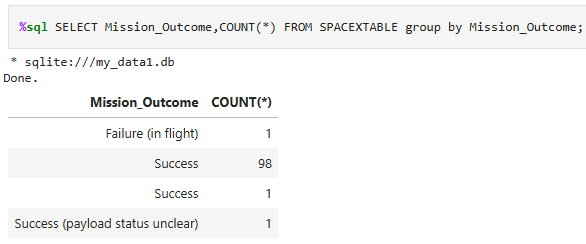 %sql SELECT Mission_Outcome,COUNT(*) FROM SPACEXTABLE group by Mission_Outcome;
* sqlite:///my_data1.db
Done.
Mission_Outcome COUNT(*)
Failure (in flight) 1
Success 98
Success 1
Success (payload status unclear) 1